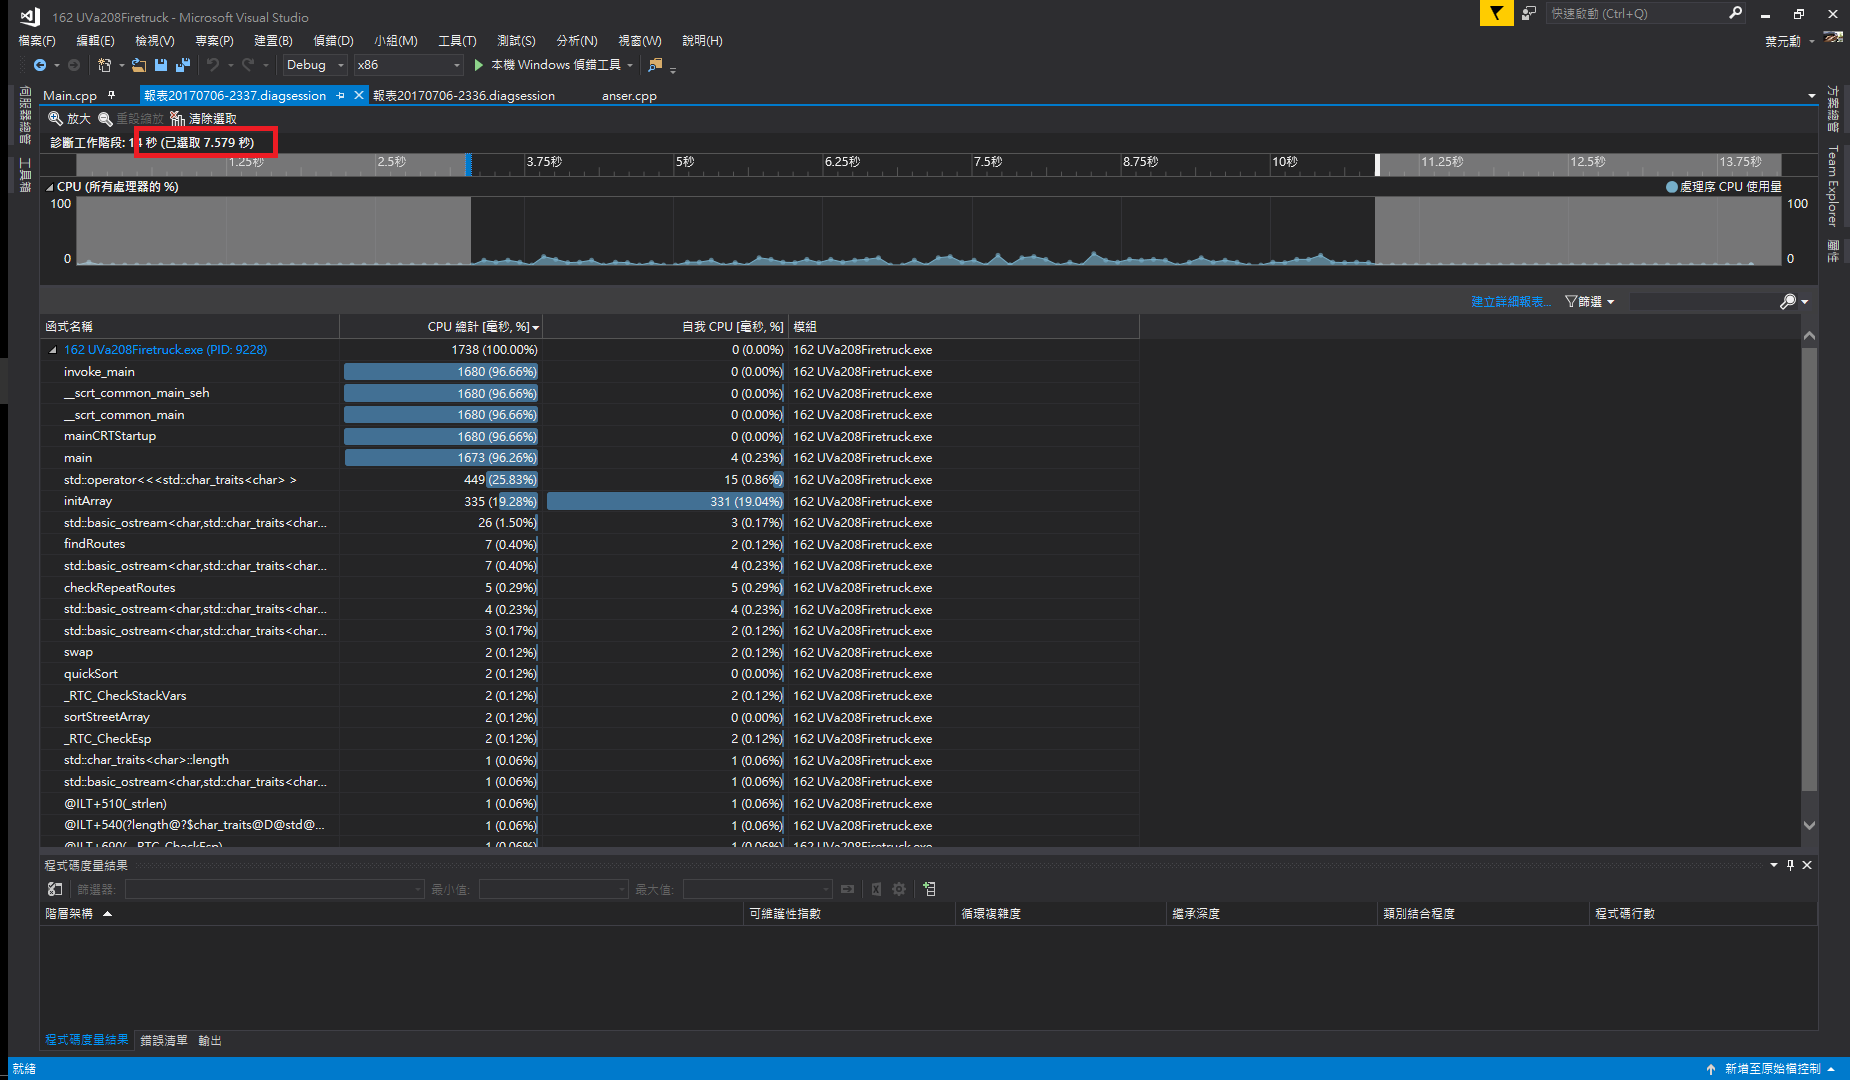 162 UVa208Firetruck - Microsoft Visual Studio
快速啟動 (Ctrl+Q)
檔案(F) 編輯(E) 檢視(V) 專案(P) 建置(B) 偵錯(D) 小組(M) 工具(T) 測試(S) 分析(N) 視窗(W) 說明(H)
葉元勳
Debug x86 本機 Windows 偵錯工具
伺服器總管
工具箱
Main.cpp 報表20170706-2337.diagsession 報表20170706-2336.diagsession anser.cpp
方案總管
Team Explorer
屬性
放大 重設縮放 清除選取
診斷工作階段: 14 秒 (已選取 7.579 秒)
1.25秒 2.5秒 3.75秒 5秒 6.25秒 7.5秒 8.75秒 10秒 11.25秒 12.5秒 13.75秒
CPU (所有處理器的 %) 處理序 CPU 使用量
100 100
0 0
建立詳細報表... 篩選
函式名稱 CPU 總計 [毫秒, %] 自我 CPU [毫秒, %] 模組
162 UVa208Firetruck.exe (PID: 9228) 1738 (100.00%) 0 (0.00%) 162 UVa208Firetruck.exe
invoke_main 1680 (96.66%) 0 (0.00%) 162 UVa208Firetruck.exe
__scrt_common_main_seh 1680 (96.66%) 0 (0.00%) 162 UVa208Firetruck.exe
__scrt_common_main 1680 (96.66%) 0 (0.00%) 162 UVa208Firetruck.exe
mainCRTStartup 1680 (96.66%) 0 (0.00%) 162 UVa208Firetruck.exe
main 1673 (96.26%) 4 (0.23%) 162 UVa208Firetruck.exe
std::operator<<<std::char_traits<char> > 449 (25.83%) 15 (0.86%) 162 UVa208Firetruck.exe
initArray 335 (19.28%) 331 (19.04%) 162 UVa208Firetruck.exe
std::basic_ostream<char,std::char_traits<char... 26 (1.50%) 3 (0.17%) 162 UVa208Firetruck.exe
findRoutes 7 (0.40%) 2 (0.12%) 162 UVa208Firetruck.exe
std::basic_ostream<char,std::char_traits<char... 7 (0.40%) 4 (0.23%) 162 UVa208Firetruck.exe
checkRepeatRoutes 5 (0.29%) 5 (0.29%) 162 UVa208Firetruck.exe
std::basic_ostream<char,std::char_traits<char... 4 (0.23%) 4 (0.23%) 162 UVa208Firetruck.exe
std::basic_ostream<char,std::char_traits<char... 3 (0.17%) 2 (0.12%) 162 UVa208Firetruck.exe
swap 2 (0.12%) 2 (0.12%) 162 UVa208Firetruck.exe
quickSort 2 (0.12%) 0 (0.00%) 162 UVa208Firetruck.exe
_RTC_CheckStackVars 2 (0.12%) 2 (0.12%) 162 UVa208Firetruck.exe
sortStreetArray 2 (0.12%) 0 (0.00%) 162 UVa208Firetruck.exe
_RTC_CheckEsp 2 (0.12%) 2 (0.12%) 162 UVa208Firetruck.exe
std::char_traits<char>::length 1 (0.06%) 1 (0.06%) 162 UVa208Firetruck.exe
std::basic_ostream<char,std::char_traits<char... 1 (0.06%) 1 (0.06%) 162 UVa208Firetruck.exe
@ILT+510(_strlen) 1 (0.06%) 1 (0.06%) 162 UVa208Firetruck.exe
@ILT+540(?length@?$char_traits@D@std@... 1 (0.06%) 1 (0.06%) 162 UVa208Firetruck.exe
@ILT+690(__RTC_CheckEsp) 1 (0.06%) 1 (0.06%) 162 UVa208Firetruck.exe
程式碼度量結果
篩選器: 最小值: 最大值:
階層架構 可維護性指數 循環複雜度 繼承深度 類別結合程度 程式碼行數
程式碼度量結果 錯誤清單 輸出
就緒 新增至原始檔控制